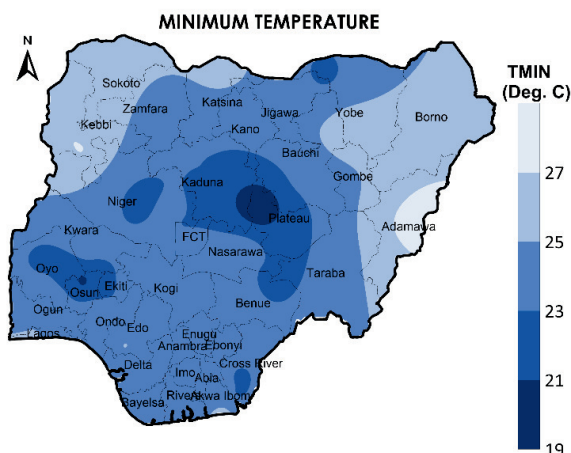 MINIMUM TEMPERATURE
N
TMIN
(Deg. C)
Sokoto
Zamfara
Katsina
Jigawa
Yobe
Borno
Kebbi
Kano
Bauchi
Kaduna
Gombe
Niger
Plateau
Adamawa
Kwara
FCT
Nasarawa
Oyo
Taraba
Osun
Ekiti
Kogi
Benue
Ogun
Ondo
Edo
Lagos
Enugu
Anambra
Ebonyi
Delta
Imo
Abia
Cross River
Bayelsa
Rivers
Akwa Ibom
27
25
23
21
19